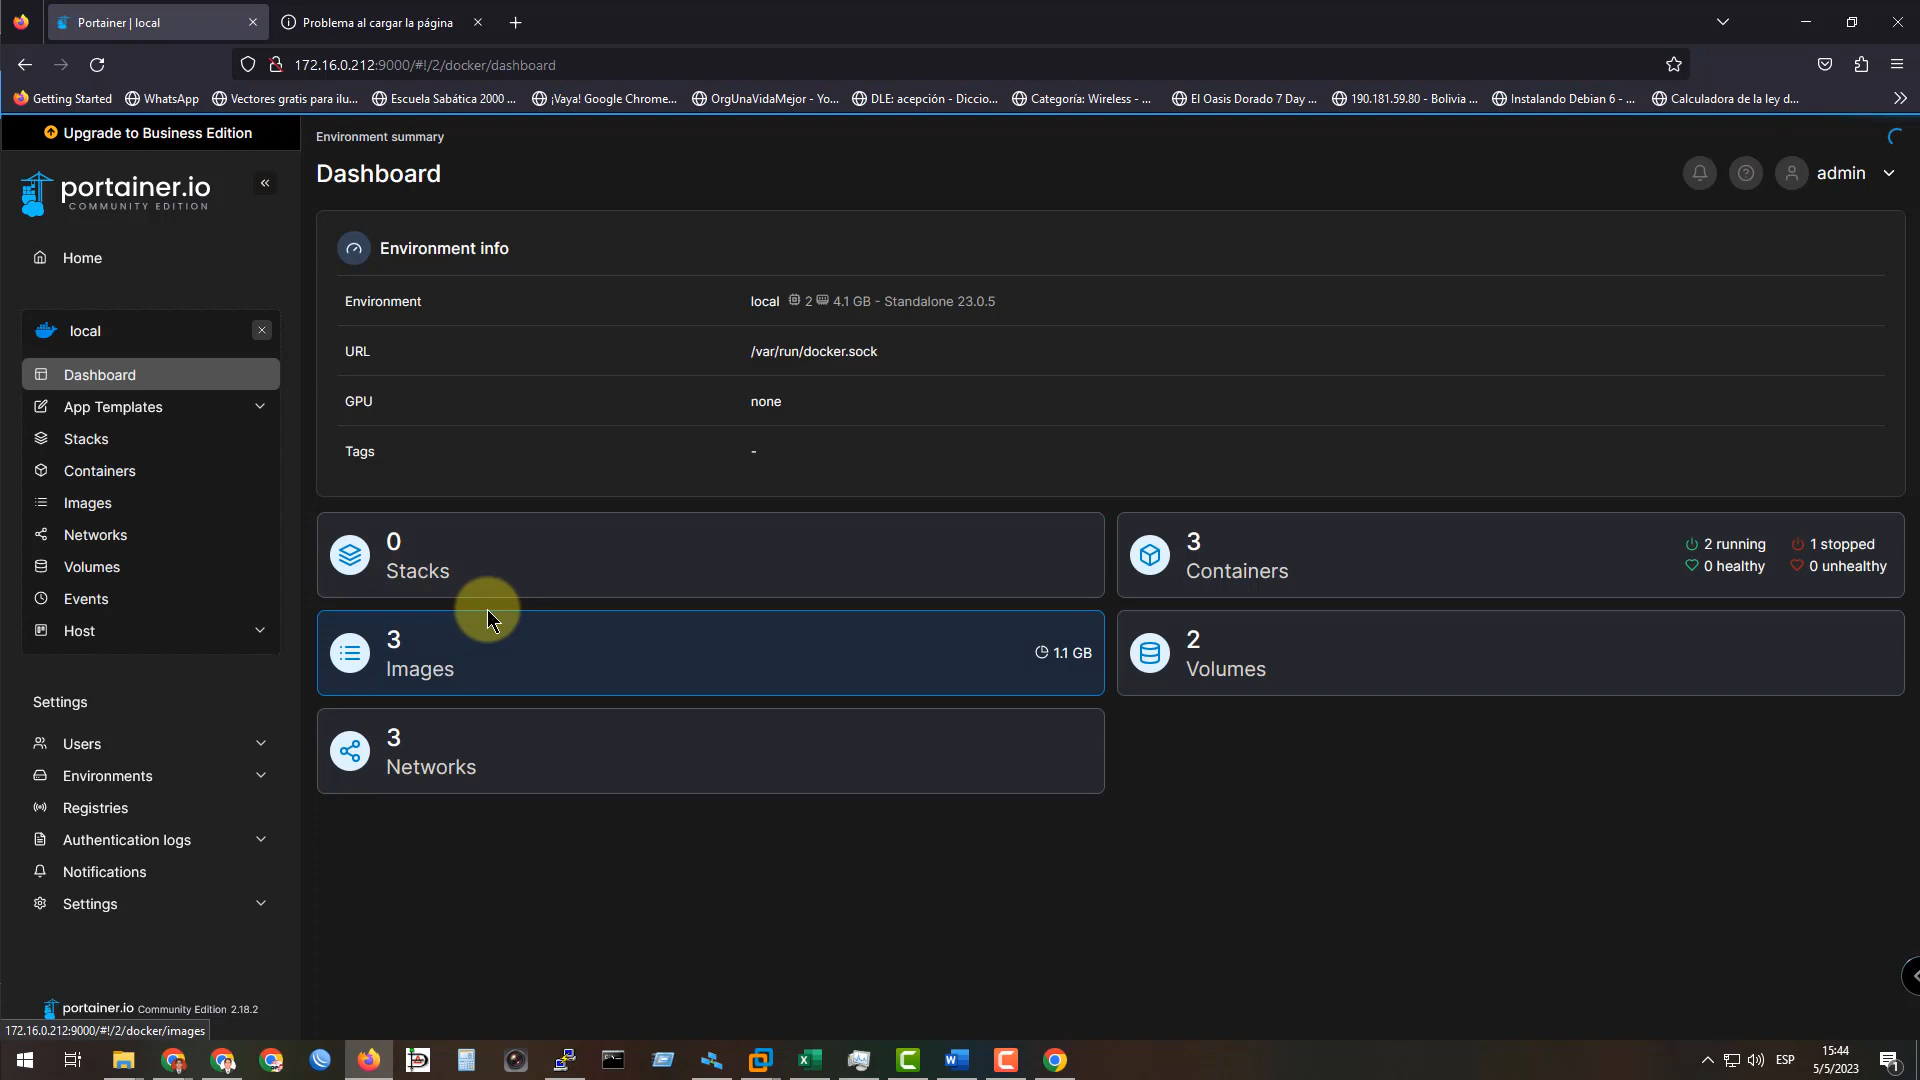 Portainer | local
Problema al cargar la página
172.16.0.212:9000/#!/2/docker/dashboard
Getting Started
WhatsApp
Vectores gratis para ilu...
Escuela Sabática 2000 ...
¡Vaya! Google Chrome...
OrgUnaVidaMejor - Yo...
DLE: acepción - Diccio...
Categoría: Wireless - ...
El Oasis Dorado 7 Day ...
190.181.59.80 - Bolivia ...
Instalando Debian 6 - ...
Calculadora de la ley d...
Upgrade to Business Edition
portainer.io
COMMUNITY EDITION
Home
local
Dashboard
App Templates
Stacks
Containers
Images
Networks
Volumes
Events
Host
Settings
Users
Environments
Registries
Authentication logs
Notifications
Settings
portainer.io Community Edition 2.18.2
172.16.0.212:9000/#!/2/docker/images
Environment summary
Dashboard
admin
Environment info
Environment
local 2 4.1 GB - Standalone 23.0.5
URL
/var/run/docker.sock
GPU
none
Tags
-
0
Stacks
3
Containers
2 running
1 stopped
0 healthy
0 unhealthy
3
Images
1.1 GB
2
Volumes
3
Networks
ESP
15:44
5/5/2023
1